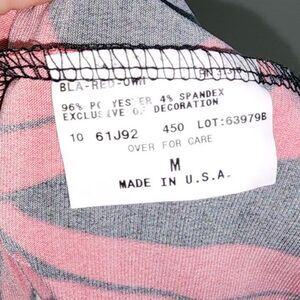 BLA-RED-OWH
96% POLYESTER 4% SPANDEX
EXCLUSIVE OF DECORATION
10 61J92 450 LOT:63979B
OVER FOR CARE
M
MADE IN U.S.A.